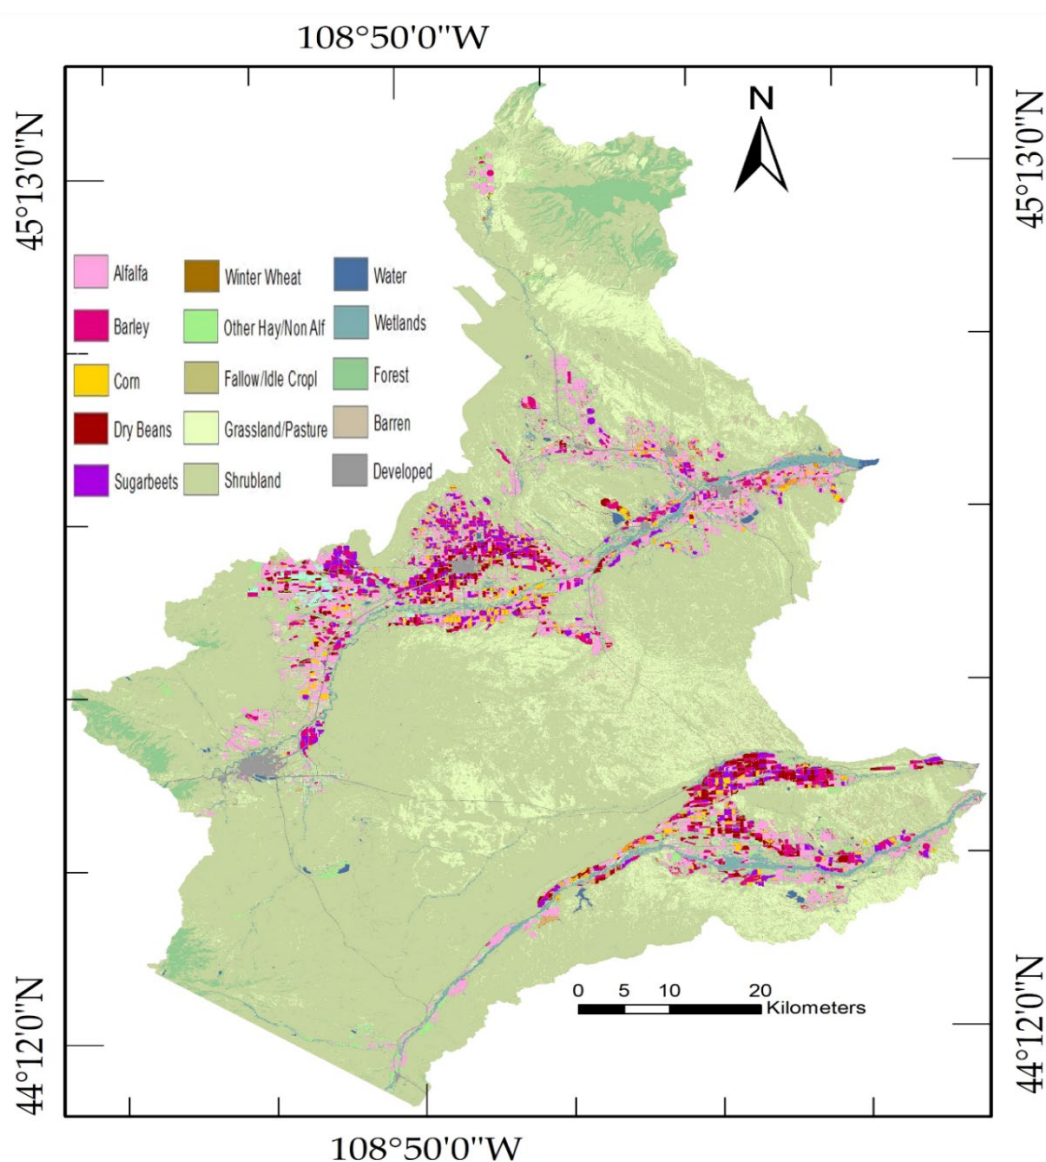 108°50'0"W
N
45°13'0"N
45°13'0"N
Alfalfa
Winter Wheat
Water
Barley
Other Hay/Non Alf
Wetlands
Corn
Fallow/Idle Cropl
Forest
Dry Beans
Grassland/Pasture
Barren
Sugarbeets
Shrubland
Developed
0 5 10 20
Kilometers
44°12'0"N
44°12'0"N
108°50'0"W